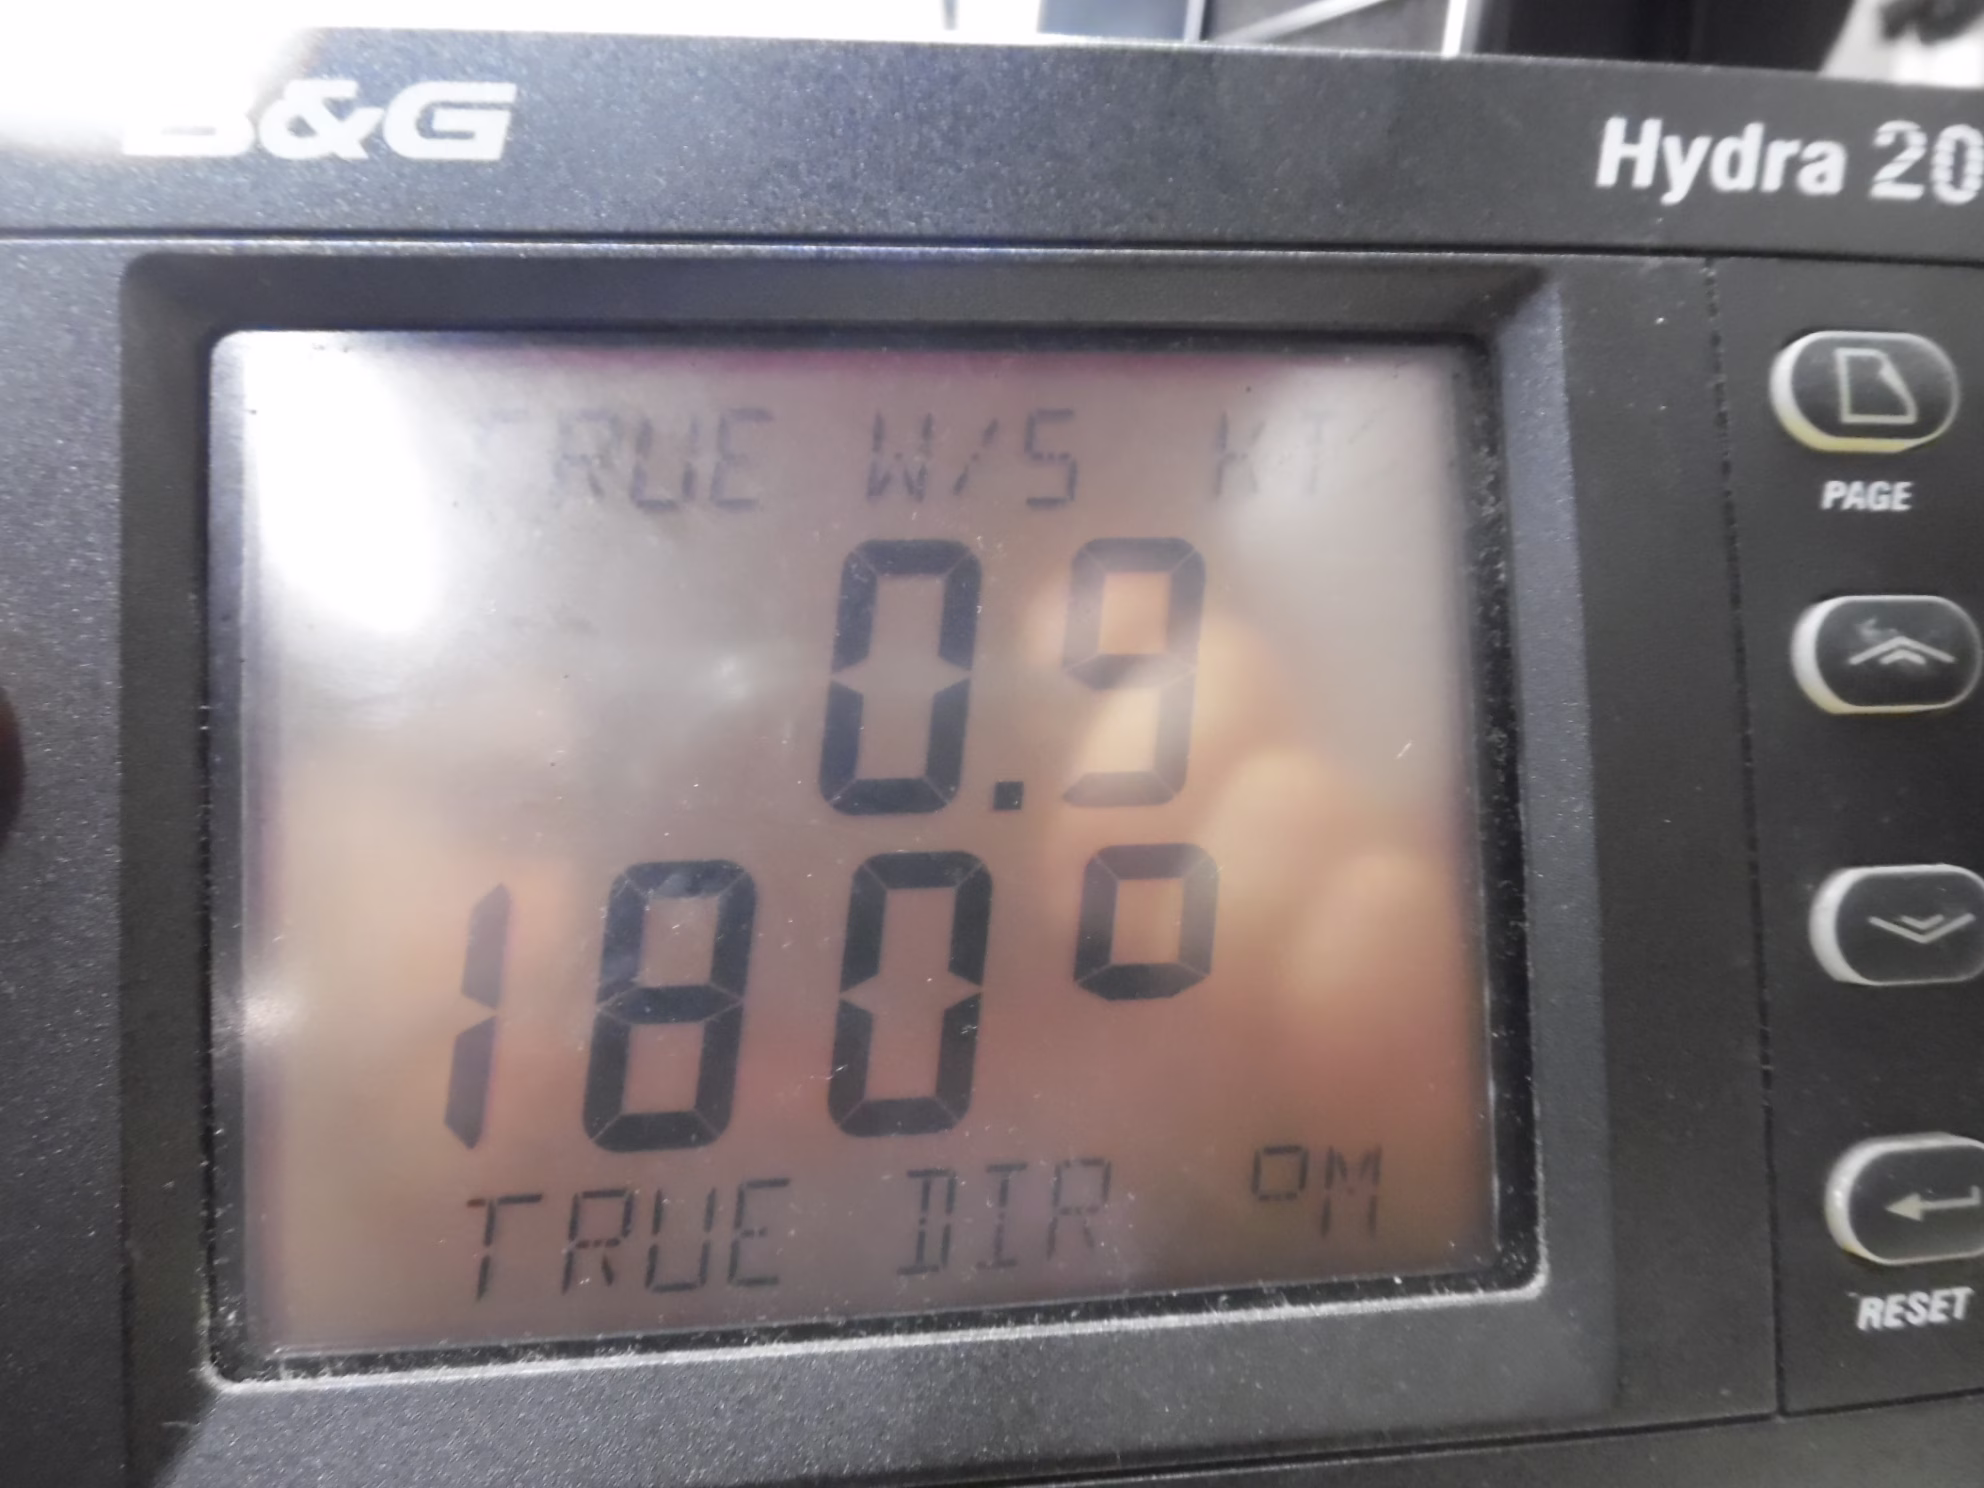 B&G
Hydra 20
TRUE W/S KT
0.9
180°
TRUE DIR °M
PAGE
RESET